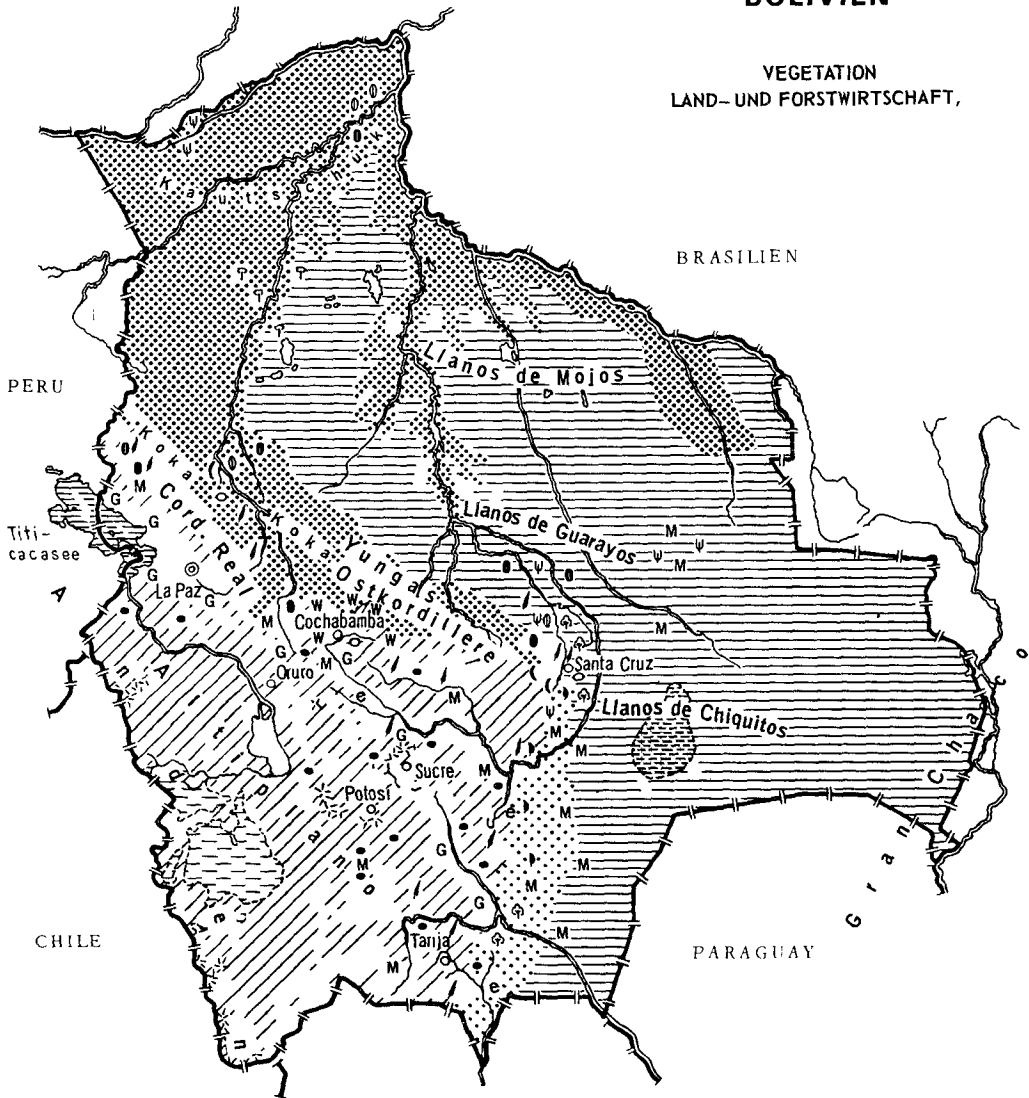 BOLIVIEN
VEGETATION
LAND- UND FORSTWIRTSCHAFT,
Kautschuk
BRASILIEN
PERU
Llanos de Mojos
Koka
Cord. Real
Titi-
cacasee
Llanos de Guarayos
Koka
Yungas
Ostkordillere
La Paz
Cochabamba
Oruro
Santa Cruz
Llanos de Chiquitos
Sucre
Potosí
Altiplano
Anden
Gran Chaco
Tarija
CHILE
PARAGUAY
M
G
G
G
G
M
W
W
W
W
W
G
M
G
M
G
M
G
G
M
M
M
M
M
M
M
M
M
M
M
M
M